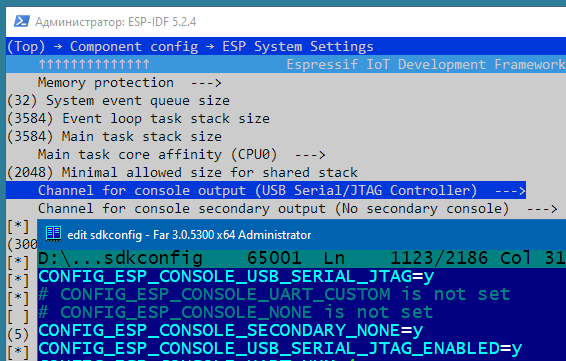 Администратор: ESP-IDF 5.2.4
(Top) → Component config → ESP System Settings
↑↑↑↑↑↑↑↑↑↑↑↑↑↑ Espressif IoT Development Framework
Memory protection --->
(32) System event queue size
(3584) Event loop task stack size
(3584) Main task stack size
Main task core affinity (CPU0) --->
(2048) Minimal allowed size for shared stack
Channel for console output (USB Serial/JTAG Controller) --->
Channel for console secondary output (No secondary console) --->
[*]
(300
[*]
[*]
[*]
[*]
(5)
[*]
edit sdkconfig - Far 3.0.5300 x64 Administrator
D:\...sdkconfig 65001 Ln 1123/2186 Col 31
CONFIG_ESP_CONSOLE_USB_SERIAL_JTAG=y
# CONFIG_ESP_CONSOLE_UART_CUSTOM is not set
# CONFIG_ESP_CONSOLE_NONE is not set
CONFIG_ESP_CONSOLE_SECONDARY_NONE=y
CONFIG_ESP_CONSOLE_USB_SERIAL_JTAG_ENABLED=y